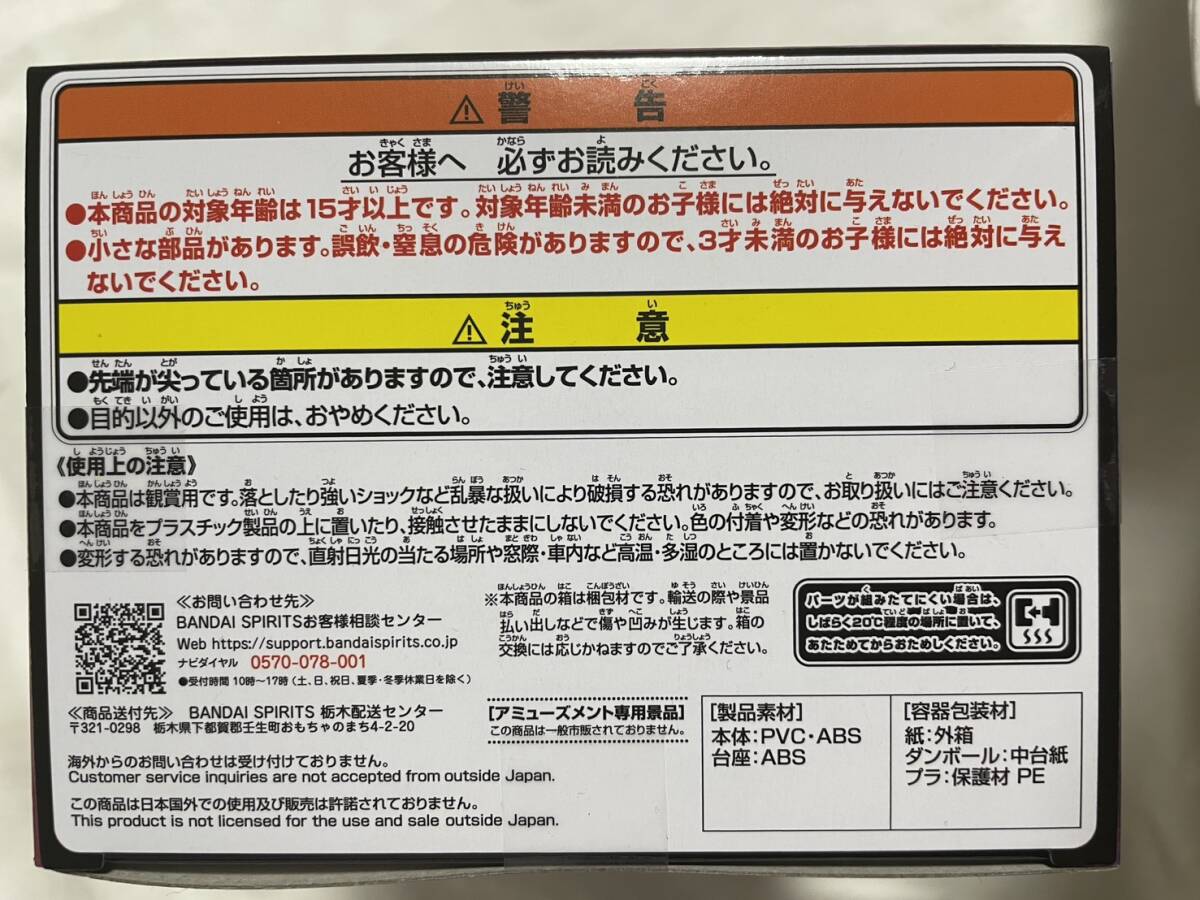 ⚠警告
お客様へ 必ずお読みください。
●本商品の対象年齢は15才以上です。対象年齢未満のお子様には絶対に与えないでください。
●小さな部品があります。誤飲・窒息の危険がありますので、3才未満のお子様には絶対に与え
ないでください。
⚠注意
●先端が尖っている箇所がありますので、注意してください。
●目的以外のご使用は、おやめください。
《使用上の注意》
●本商品は観賞用です。落としたり強いショックなど乱暴な扱いにより破損する恐れがありますので、お取り扱いにはご注意ください。
●本商品をプラスチック製品の上に置いたり、接触させたままにしないでください。色の付着や変形などの恐れがあります。
●変形する恐れがありますので、直射日光の当たる場所や窓際・車内など高温・多湿のところには置かないでください。
≪お問い合わせ先≫
BANDAI SPIRITSお客様相談センター
Web https://support.bandaispirits.co.jp
ナビダイヤル 0570-078-001
●受付時間 10時〜17時(土、日、祝日、夏季・冬季休業日を除く)
※本商品の箱は梱包材です。輸送の際や景品
払い出しなどで傷や凹みが生じます。箱の
交換には応じかねますのでご了承ください。
パーツが組みたてにくい場合は、
しばらく20℃程度の場所に置いて、
あたためてからおためしください。
≪商品送付先≫ BANDAI SPIRITS 栃木配送センター
〒321-0298 栃木県下都賀郡壬生町おもちゃのまち4-2-20
[アミューズメント専用景品]
この商品は一般市販されておりません。
[製品素材]
本体:PVC・ABS
台座:ABS
[容器包装材]
紙:外箱
ダンボール:中台紙
プラ:保護材 PE
海外からのお問い合わせは受け付けておりません。
Customer service inquiries are not accepted from outside Japan.
この商品は日本国外での使用及び販売は許諾されておりません。
This product is not licensed for the use and sale outside Japan.